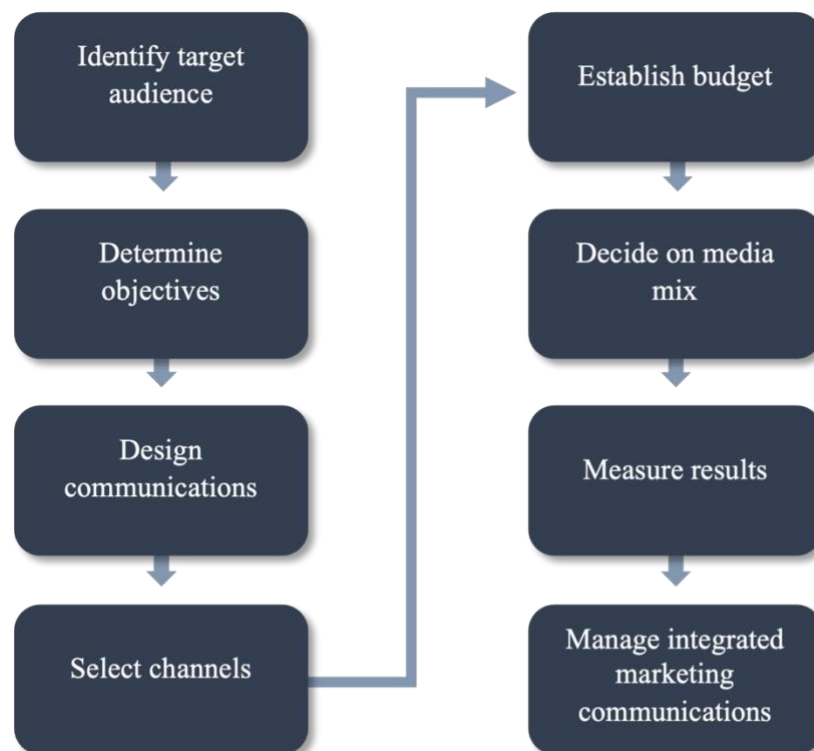 Identify target
audience
Determine
objectives
Design
communications
Select channels
Establish budget
Decide on media
mix
Measure results
Manage integrated
marketing
communications